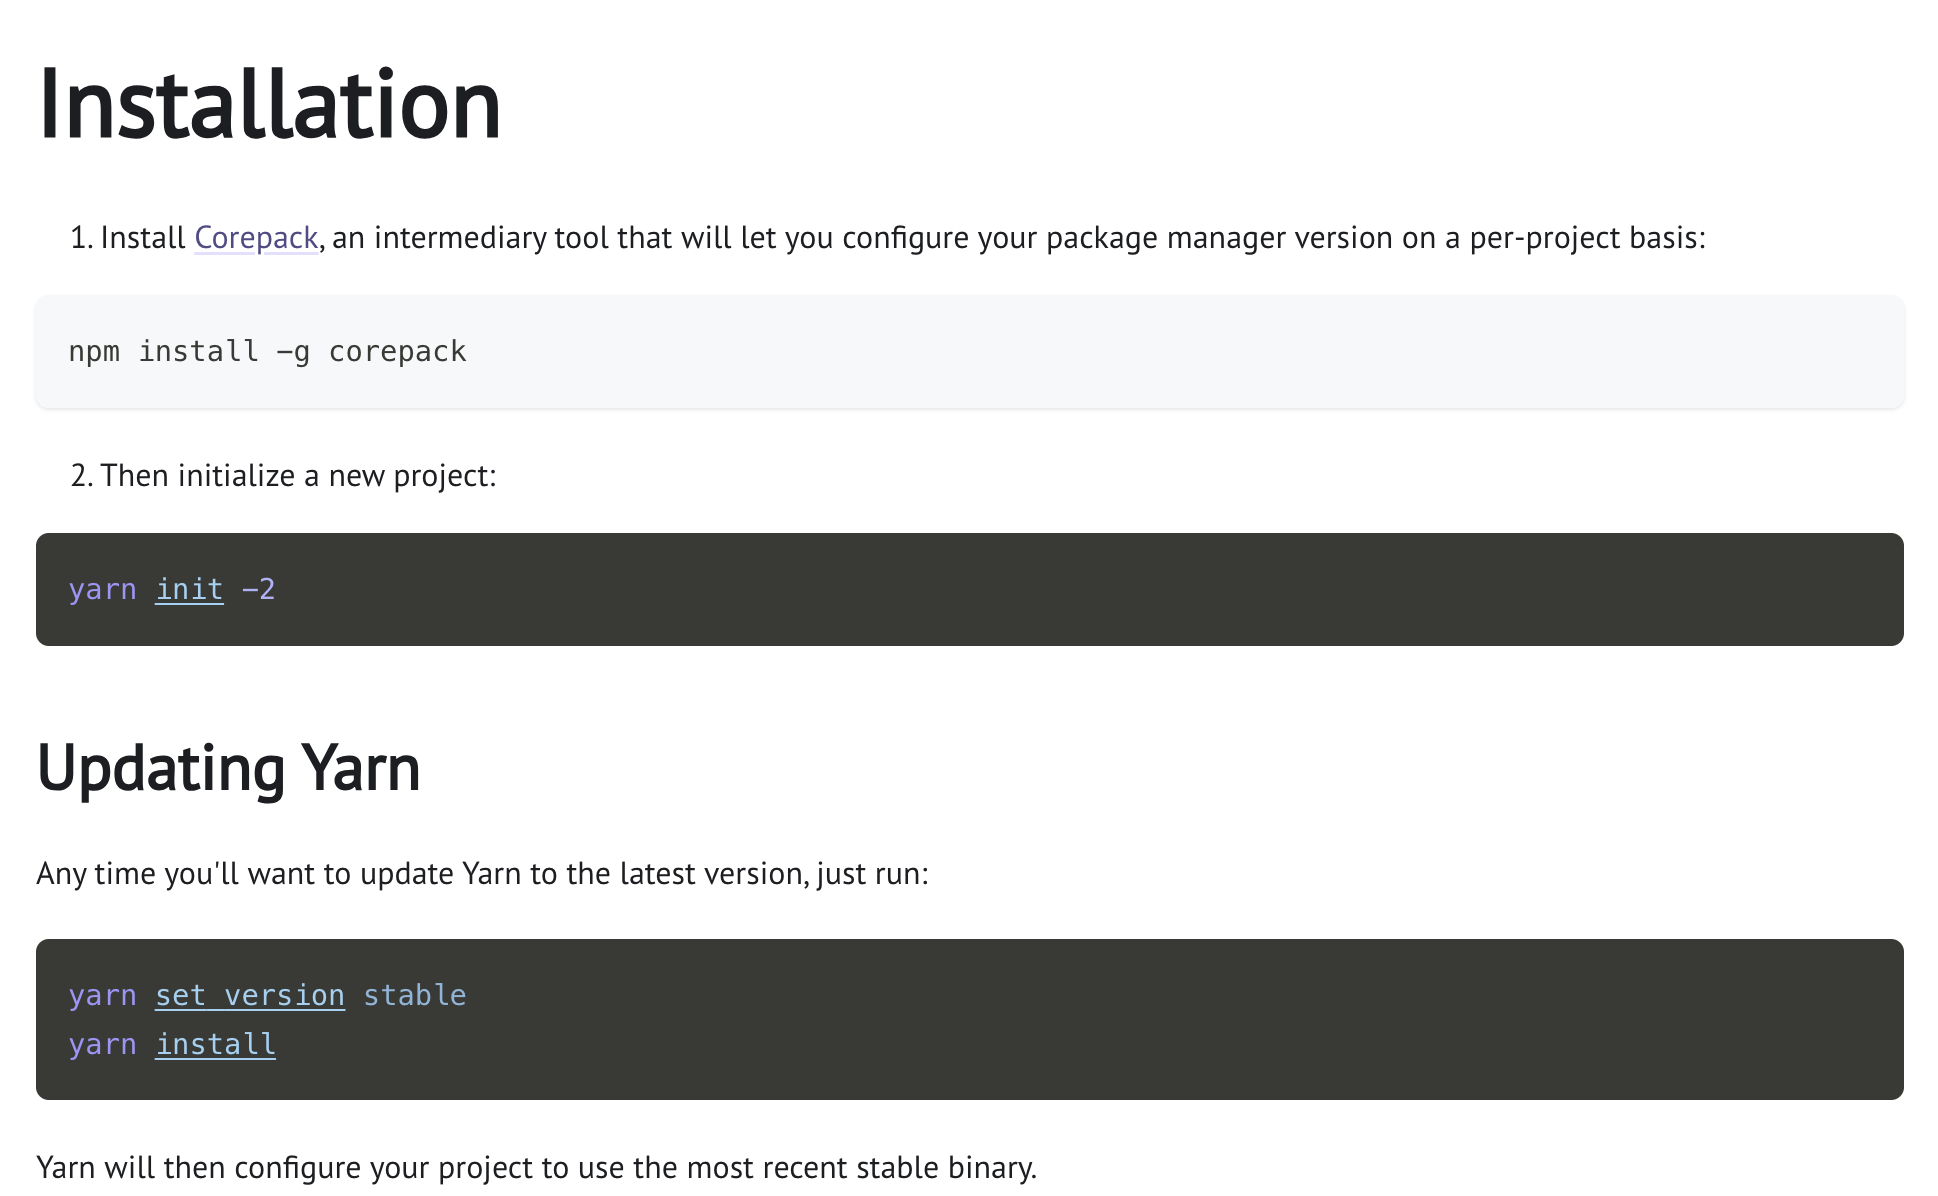 Installation
1. Install Corepack, an intermediary tool that will let you configure your package manager version on a per-project basis:
npm install -g corepack
2. Then initialize a new project:
yarn init -2
Updating Yarn
Any time you'll want to update Yarn to the latest version, just run:
yarn set version stable
yarn install
Yarn will then configure your project to use the most recent stable binary.